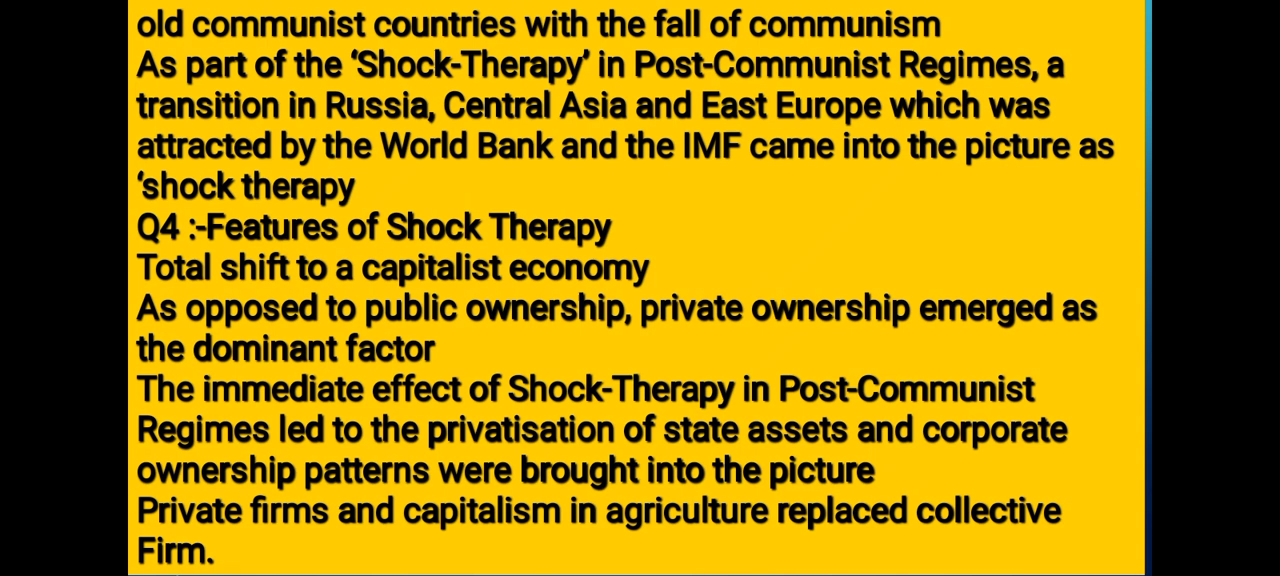 old communist countries with the fall of communism
As part of the ‘Shock-Therapy’ in Post-Communist Regimes, a
transition in Russia, Central Asia and East Europe which was
attracted by the World Bank and the IMF came into the picture as
‘shock therapy
Q4 :-Features of Shock Therapy
Total shift to a capitalist economy
As opposed to public ownership, private ownership emerged as
the dominant factor
The immediate effect of Shock-Therapy in Post-Communist
Regimes led to the privatisation of state assets and corporate
ownership patterns were brought into the picture
Private firms and capitalism in agriculture replaced collective
Firm.